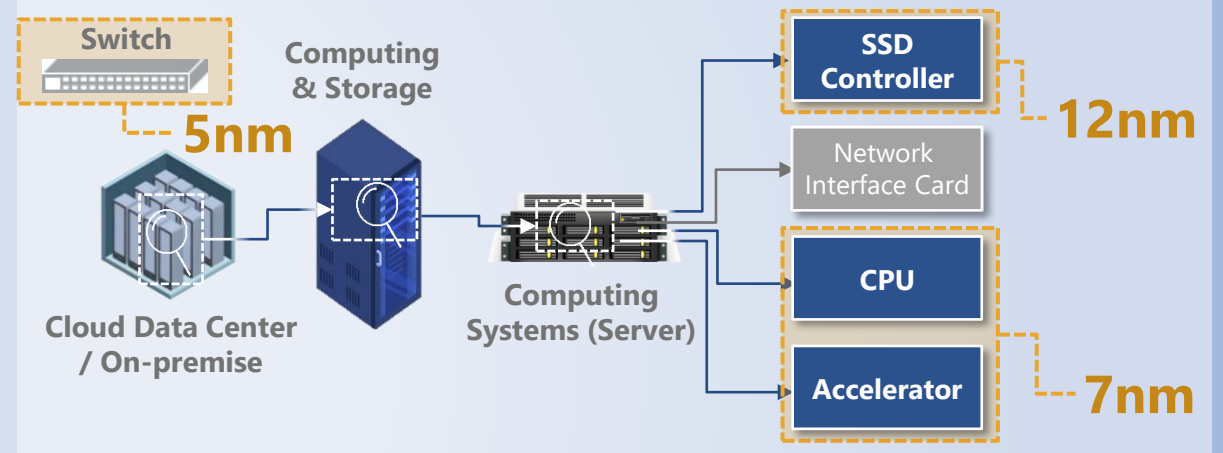 Switch
5nm
Computing
& Storage
Cloud Data Center
/ On-premise
Computing
Systems (Server)
SSD
Controller
12nm
Network
Interface Card
CPU
Accelerator
7nm